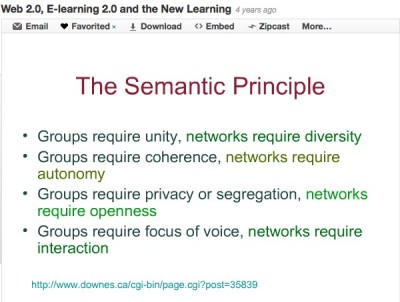 Web 2.0, E-learning 2.0 and the New Learning 4 years ago
Email Favorited × Download Embed Zipcast More...
The Semantic Principle
• Groups require unity, networks require diversity
• Groups require coherence, networks require
autonomy
• Groups require privacy or segregation, networks
require openness
• Groups require focus of voice, networks require
interaction
http://www.downes.ca/cgi-bin/page.cgi?post=35839